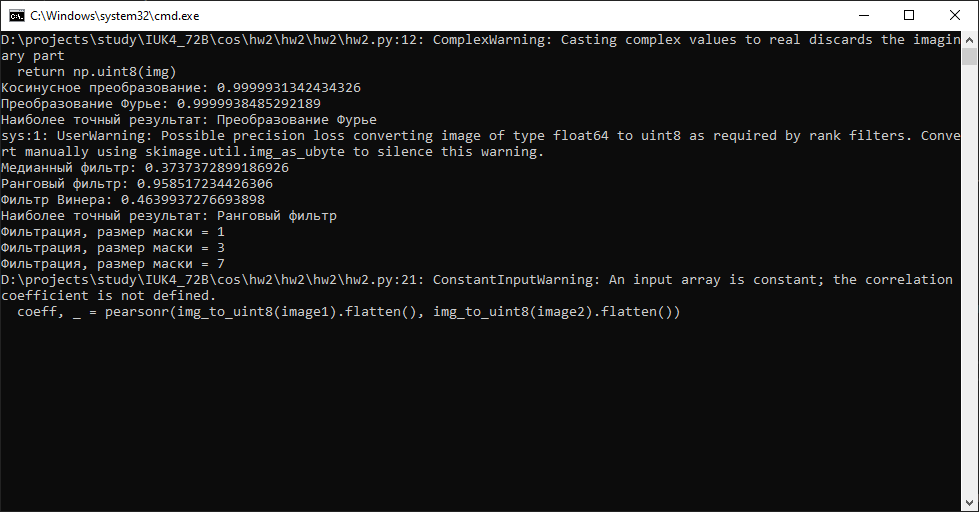 C:\Windows\system32\cmd.exe
D:\projects\study\IUK4_72B\cos\hw2\hw2\hw2\hw2.py:12: ComplexWarning: Casting complex values to real discards the imagin
ary part
  return np.uint8(img)
Косинусное преобразование: 0.9999931342434326
Преобразование Фурье: 0.9999938485292189
Наиболее точный результат: Преобразование Фурье
sys:1: UserWarning: Possible precision loss converting image of type float64 to uint8 as required by rank filters. Conve
rt manually using skimage.util.img_as_ubyte to silence this warning.
Медианный фильтр: 0.3737372899186926
Ранговый фильтр: 0.958517234426306
Фильтр Винера: 0.4639937276693898
Наиболее точный результат: Ранговый фильтр
Фильтрация, размер маски = 1
Фильтрация, размер маски = 3
Фильтрация, размер маски = 7
D:\projects\study\IUK4_72B\cos\hw2\hw2\hw2\hw2.py:21: ConstantInputWarning: An input array is constant; the correlation
coefficient is not defined.
  coeff, _ = pearsonr(img_to_uint8(image1).flatten(), img_to_uint8(image2).flatten())